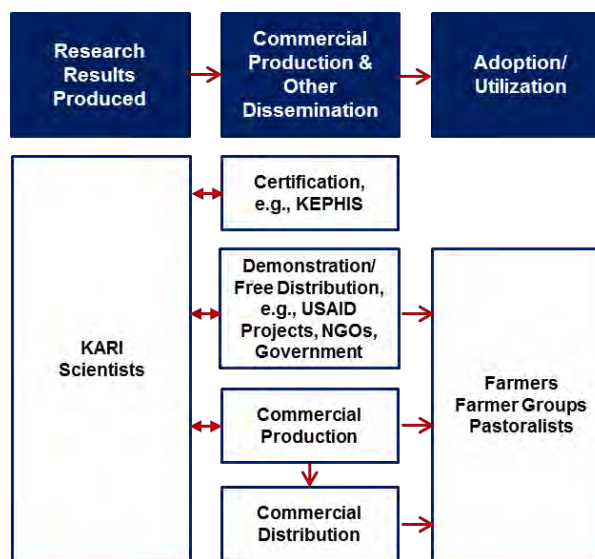 Research
Results
Produced
Commercial
Production &
Other
Dissemination
Adoption/
Utilization
KARI
Scientists
Certification,
e.g., KEPHIS
Demonstration/
Free Distribution,
e.g., USAID
Projects, NGOs,
Government
Commercial
Production
Commercial
Distribution
Farmers
Farmer Groups
Pastoralists